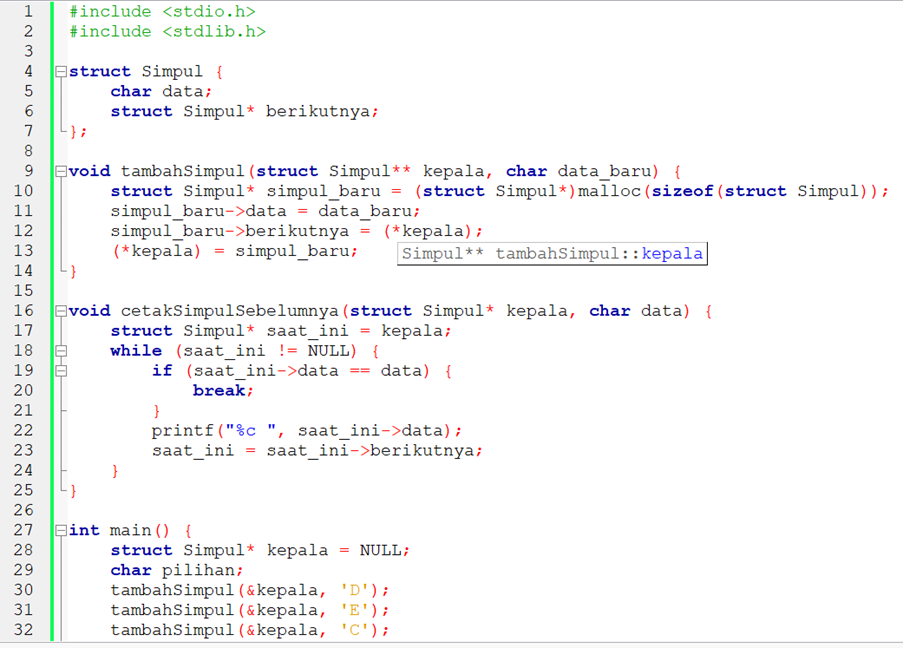 1 #include <stdio.h>
2 #include <stdlib.h>
3
4 struct Simpul {
5     char data;
6     struct Simpul* berikutnya;
7 };
8
9 void tambahSimpul(struct Simpul** kepala, char data_baru) {
10     struct Simpul* simpul_baru = (struct Simpul*)malloc(sizeof(struct Simpul));
11     simpul_baru->data = data_baru;
12     simpul_baru->berikutnya = (*kepala);
13     (*kepala) = simpul_baru; Simpul** tambahSimpul::kepala
14 }
15
16 void cetakSimpulSebelumnya(struct Simpul* kepala, char data) {
17     struct Simpul* saat_ini = kepala;
18     while (saat_ini != NULL) {
19         if (saat_ini->data == data) {
20             break;
21         }
22         printf("%c ", saat_ini->data);
23         saat_ini = saat_ini->berikutnya;
24     }
25 }
26
27 int main() {
28     struct Simpul* kepala = NULL;
29     char pilihan;
30     tambahSimpul(&kepala, 'D');
31     tambahSimpul(&kepala, 'E');
32     tambahSimpul(&kepala, 'C');